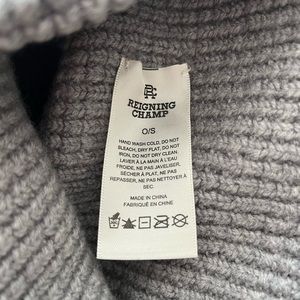 RC
REIGNING
CHAMP
O/S
HAND WASH COLD, DO NOT
BLEACH, DRY FLAT, DO NOT
IRON, DO NOT DRY CLEAN.
LAVER À LA MAIN À L'EAU
FROIDE, NE PAS JAVELISER,
SÉCHER À PLAT, NE PAS
REPASSER, NE PAS NETTOYER À
SEC.
MADE IN CHINA
FABRIQUÉ EN CHINE